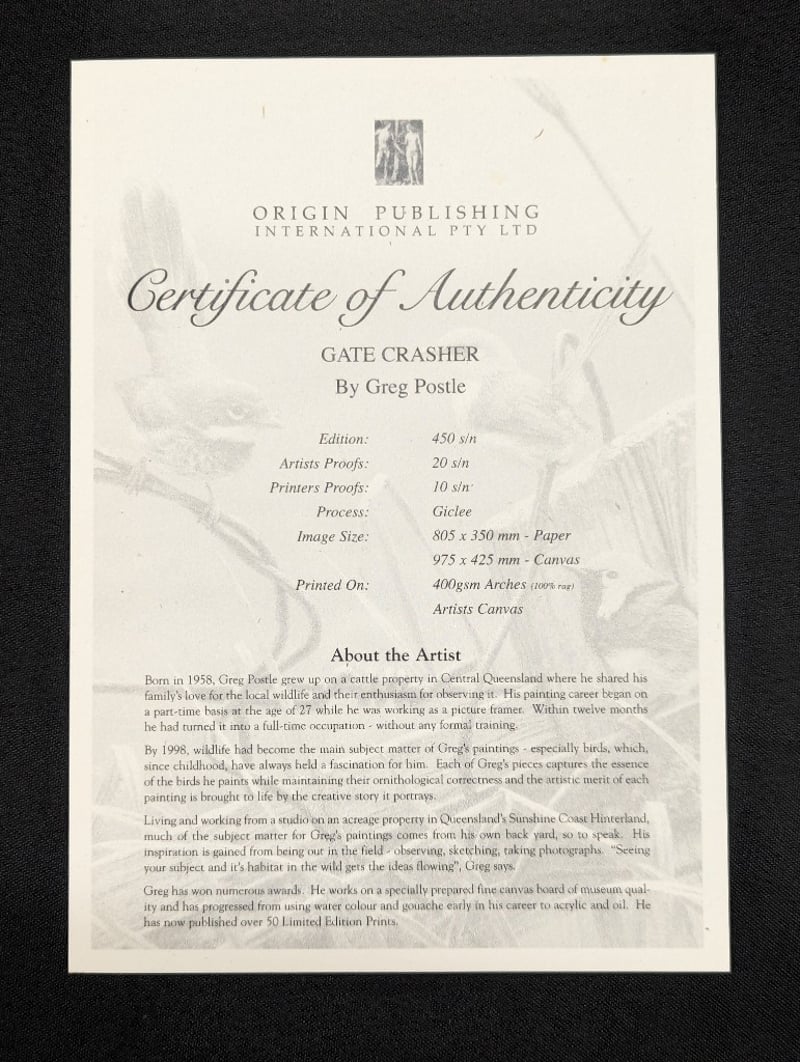 ORIGIN PUBLISHING
INTERNATIONAL PTY LTD
Certificate of Authenticity
GATE CRASHER
By Greg Postle
Edition: 450 s/n
Artists Proofs: 20 s/n
Printers Proofs: 10 s/n
Process: Giclee
Image Size: 805 x 350 mm - Paper
975 x 425 mm - Canvas
Printed On: 400gsm Arches (100% rag)
Artists Canvas
About the Artist
Born in 1958, Greg Postle grew up on a cattle property in Central Queensland where he shared his
family's love for the local wildlife and their enthusiasm for observing it. His painting career began on
a part-time basis at the age of 27 while he was working as a picture framer. Within twelve months
he had turned it into a full-time occupation - without any formal training.
By 1998, wildlife had become the main subject matter of Greg's paintings - especially birds, which,
since childhood, have always held a fascination for him. Each of Greg's pieces captures the essence
of the birds he paints while maintaining their ornithological correctness and the artistic merit of each
painting is brought to life by the creative story it portrays.
Living and working from a studio on an acreage property in Queensland's Sunshine Coast Hinterland,
much of the subject matter for Greg's paintings comes from his own back yard, so to speak. His
inspiration is gained from being out in the field - observing, sketching, taking photographs. "Seeing
your subject and it's habitat in the wild gets the ideas flowing", Greg says.
Greg has won numerous awards. He works on a specially prepared fine canvas board of museum qual-
ity and has progressed from using water colour and gouache early in his career to acrylic and oil. He
has now published over 50 Limited Edition Prints.